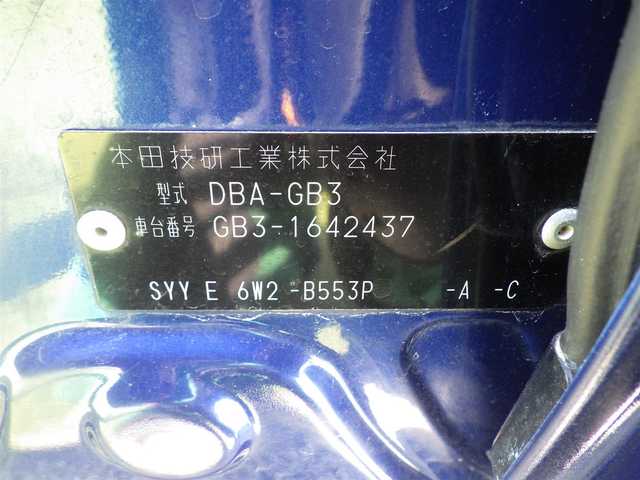 本田技研工業株式会社
型式 DBA-GB3
車台番号 GB3-1642437
SYY E 6W2 -B553P -A -C